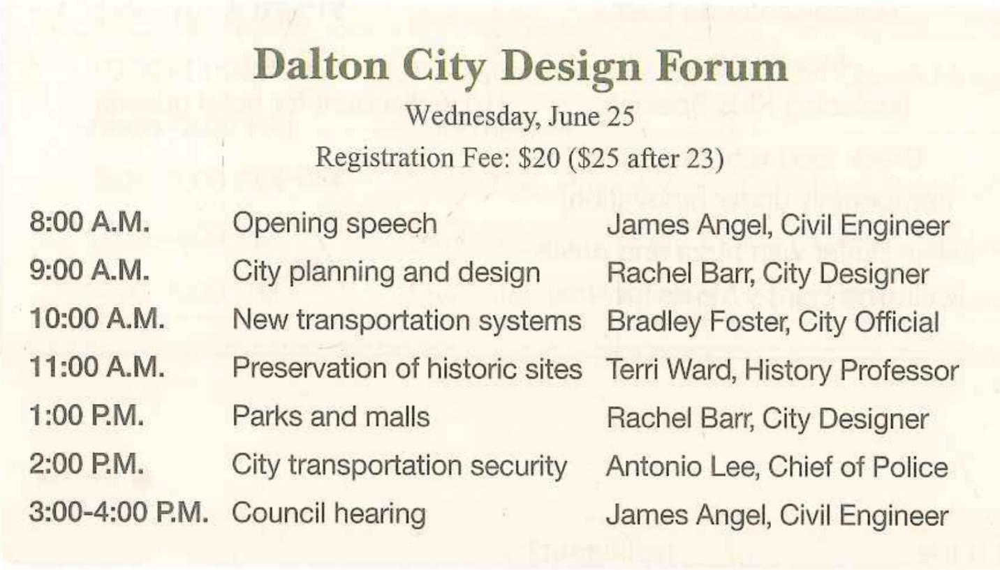 Dalton City Design Forum
Wednesday, June 25
Registration Fee: $20 ($25 after 23)
8:00 A.M. Opening speech James Angel, Civil Engineer
9:00 A.M. City planning and design Rachel Barr, City Designer
10:00 A.M. New transportation systems Bradley Foster, City Official
11:00 A.M. Preservation of historic sites Terri Ward, History Professor
1:00 P.M. Parks and malls Rachel Barr, City Designer
2:00 P.M. City transportation security Antonio Lee, Chief of Police
3:00-4:00 P.M. Council hearing James Angel, Civil Engineer